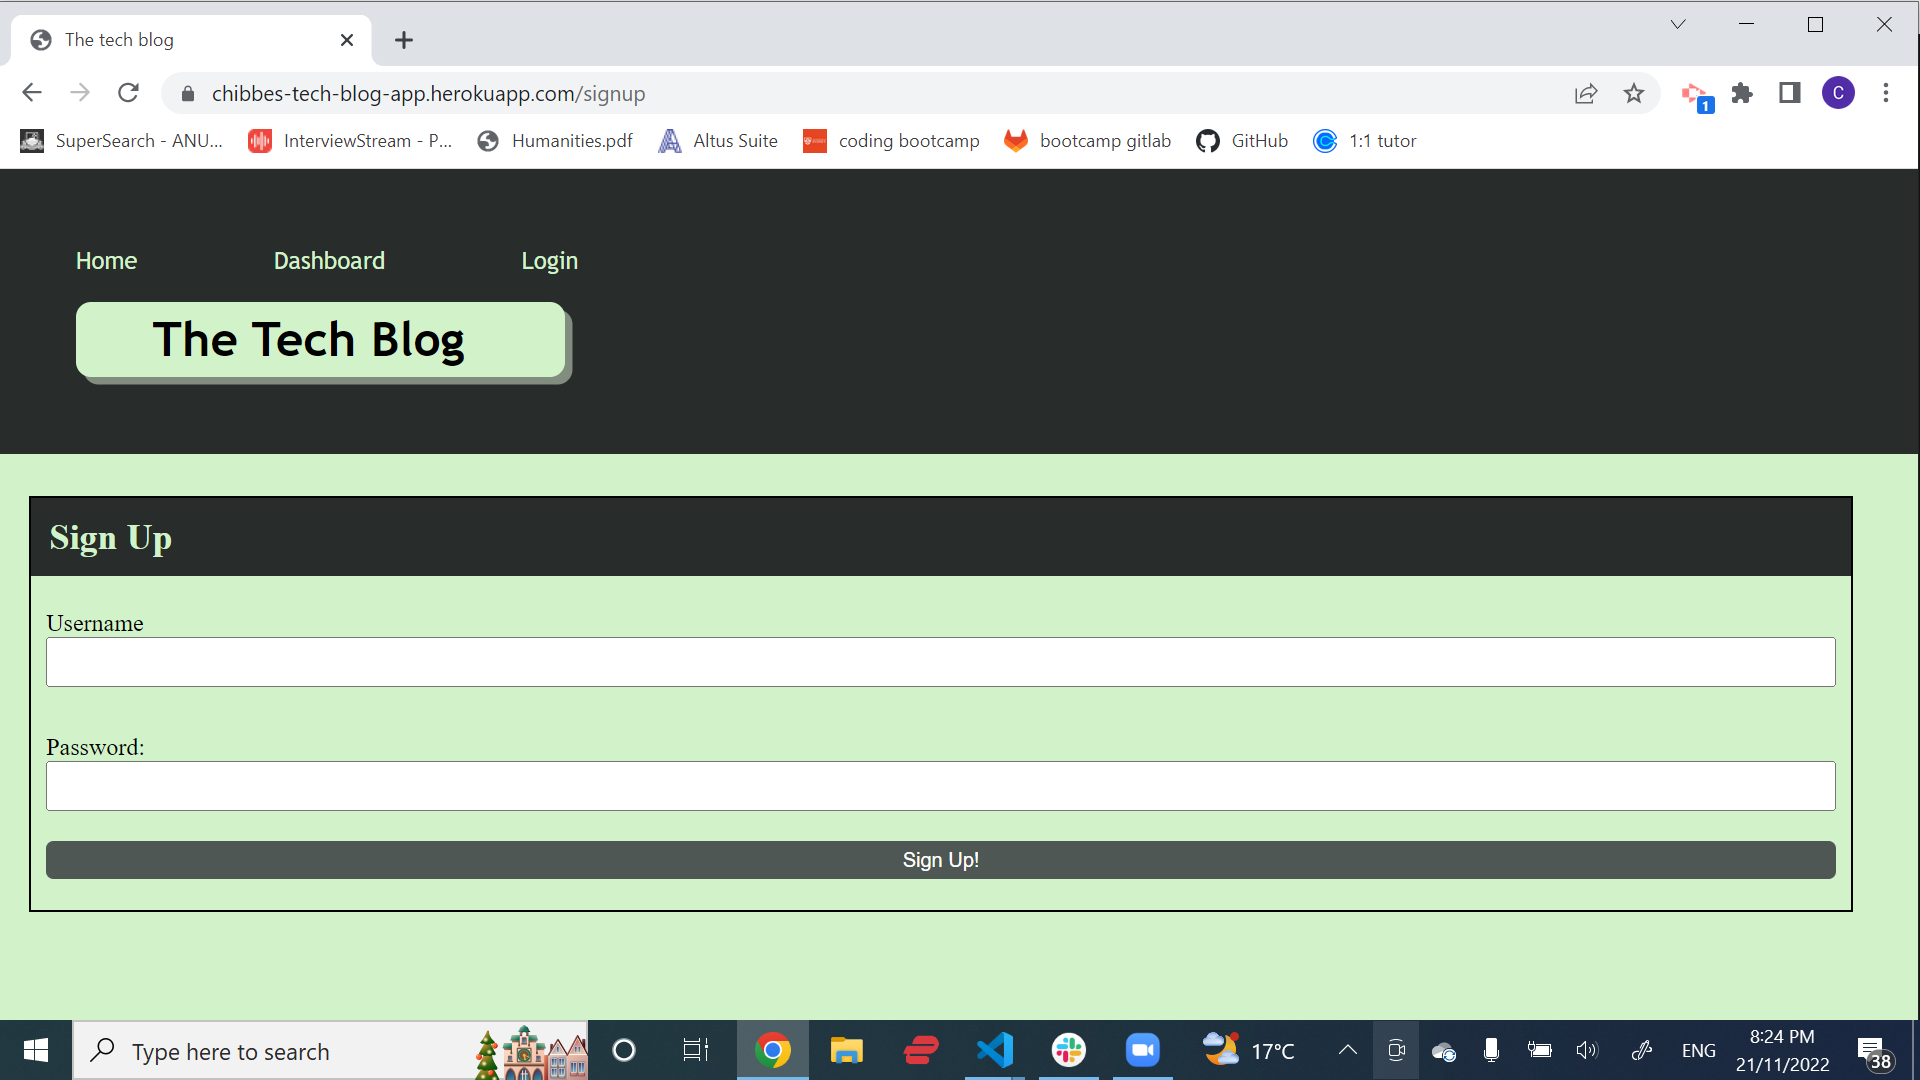 The tech blog
chibbes-tech-blog-app.herokuapp.com/signup
1
C
SuperSearch - ANU...
InterviewStream - P...
Humanities.pdf
Altus Suite
coding bootcamp
bootcamp gitlab
GitHub
1:1 tutor
Home
Dashboard
Login
The Tech Blog
Sign Up
Username
Password:
Sign Up!
Type here to search
17°C
ENG
8:24 PM
21/11/2022
38